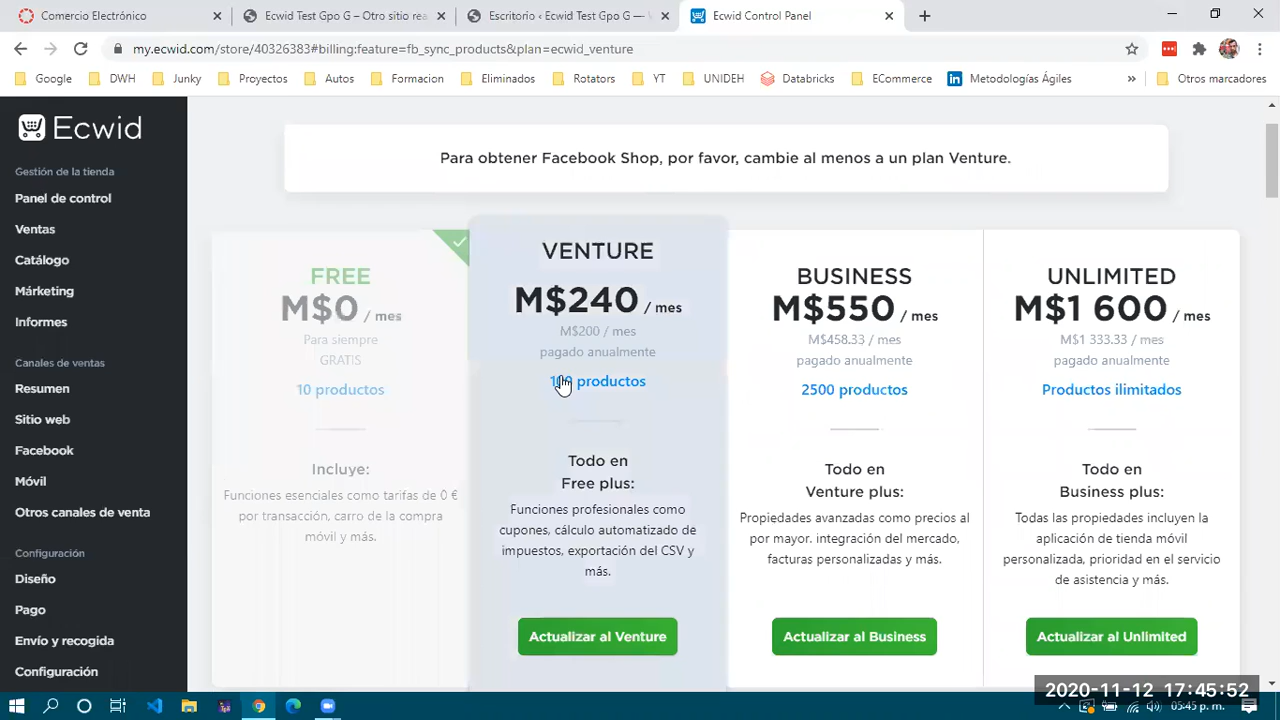 Comercio Electrónico
Ecwid Test Gpo G – Otro sitio rea
Escritorio ‹ Ecwid Test Gpo G —
Ecwid Control Panel
my.ecwid.com/store/40326383#billing:feature=fb_sync_products&plan=ecwid_venture
Google
DWH
Junky
Proyectos
Autos
Formacion
Eliminados
Rotators
YT
UNIDEH
Databricks
ECommerce
Metodologías Ágiles
»
Otros marcadores
Ecwid
Gestión de la tienda
Panel de control
Ventas
Catálogo
Márketing
Informes
Canales de ventas
Resumen
Sitio web
Facebook
Móvil
Otros canales de venta
Configuración
Diseño
Pago
Envío y recogida
Configuración
Para obtener Facebook Shop, por favor, cambie al menos a un plan Venture.
FREE
M$0 / mes
Para siempre
GRATIS
10 productos
Incluye:
Funciones esenciales como tarifas de 0 €
por transacción, carro de la compra
móvil y más.
VENTURE
M$240 / mes
M$200 / mes
pagado anualmente
100 productos
Todo en
Free plus:
Funciones profesionales como
cupones, cálculo automatizado de
impuestos, exportación del CSV y
más.
Actualizar al Venture
BUSINESS
M$550 / mes
M$458.33 / mes
pagado anualmente
2500 productos
Todo en
Venture plus:
Propiedades avanzadas como precios al
por mayor. integración del mercado,
facturas personalizadas y más.
Actualizar al Business
UNLIMITED
M$1 600 / mes
M$1 333.33 / mes
pagado anualmente
Productos ilimitados
Todo en
Business plus:
Todas las propiedades incluyen la
aplicación de tienda móvil
personalizada, prioridad en el servicio
de asistencia y más.
Actualizar al Unlimited
2020-11-12 17:45:52
05:45 p. m.